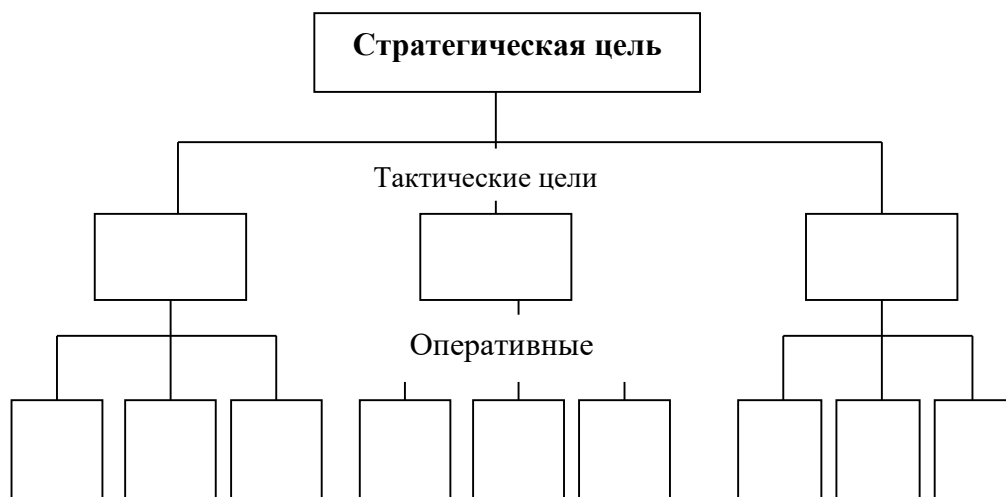 Стратегическая цель
Тактические цели
Оперативные